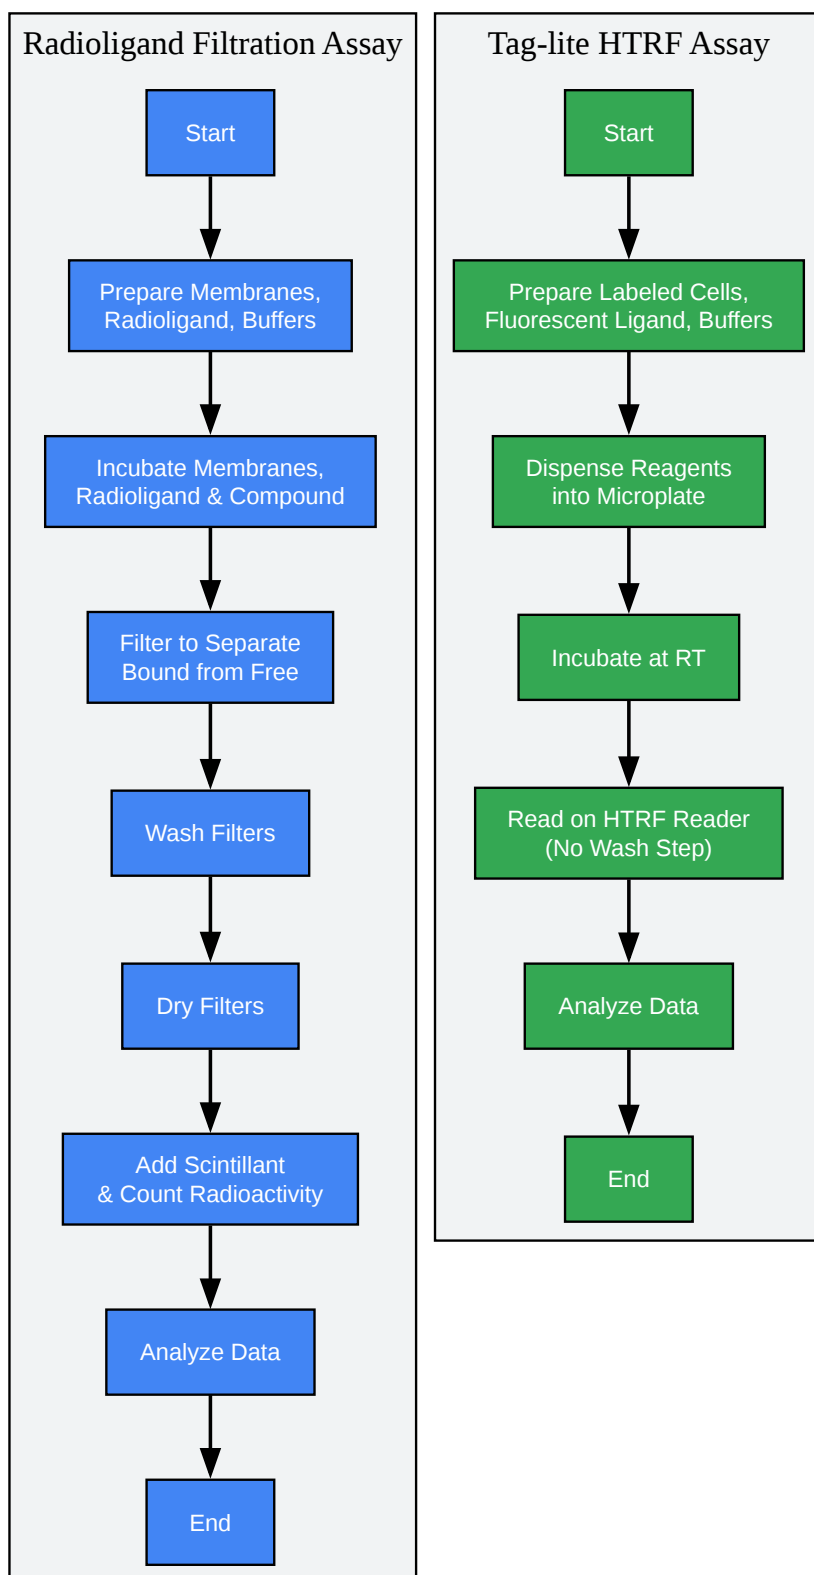 Radioligand Filtration Assay
Start
Prepare Membranes,
Radioligand, Buffers
Incubate Membranes,
Radioligand & Compound
Filter to Separate
Bound from Free
Wash Filters
Dry Filters
Add Scintillant
& Count Radioactivity
Analyze Data
End
Tag-lite HTRF Assay
Start
Prepare Labeled Cells,
Fluorescent Ligand, Buffers
Dispense Reagents
into Microplate
Incubate at RT
Read on HTRF Reader
(No Wash Step)
Analyze Data
End